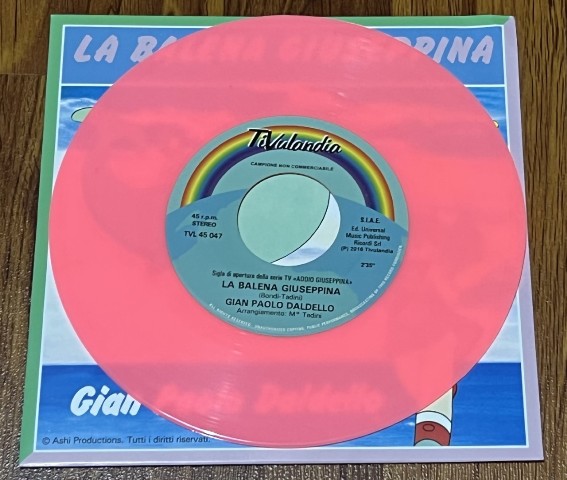 LA BALENA GIUSEPPINA
TiVulandia
CAMPIONE NON COMMERCIABILE
45 r.p.m.
STEREO
TVL 45 047
S.I.A.E.
Ed. Universal
Music Publishing
Ricordi Srl
(P) 2016 Tivulandia
2'35"
Sigla di apertura della serie TV «ADDIO GIUSEPPINA»
LA BALENA GIUSEPPINA
(Bondi-Tadini)
GIAN PAOLO DALDELLO
Arrangiamento: M° Tadini
Gian Paolo Daldello
© Ashi Productions. Tutti i diritti riservati.